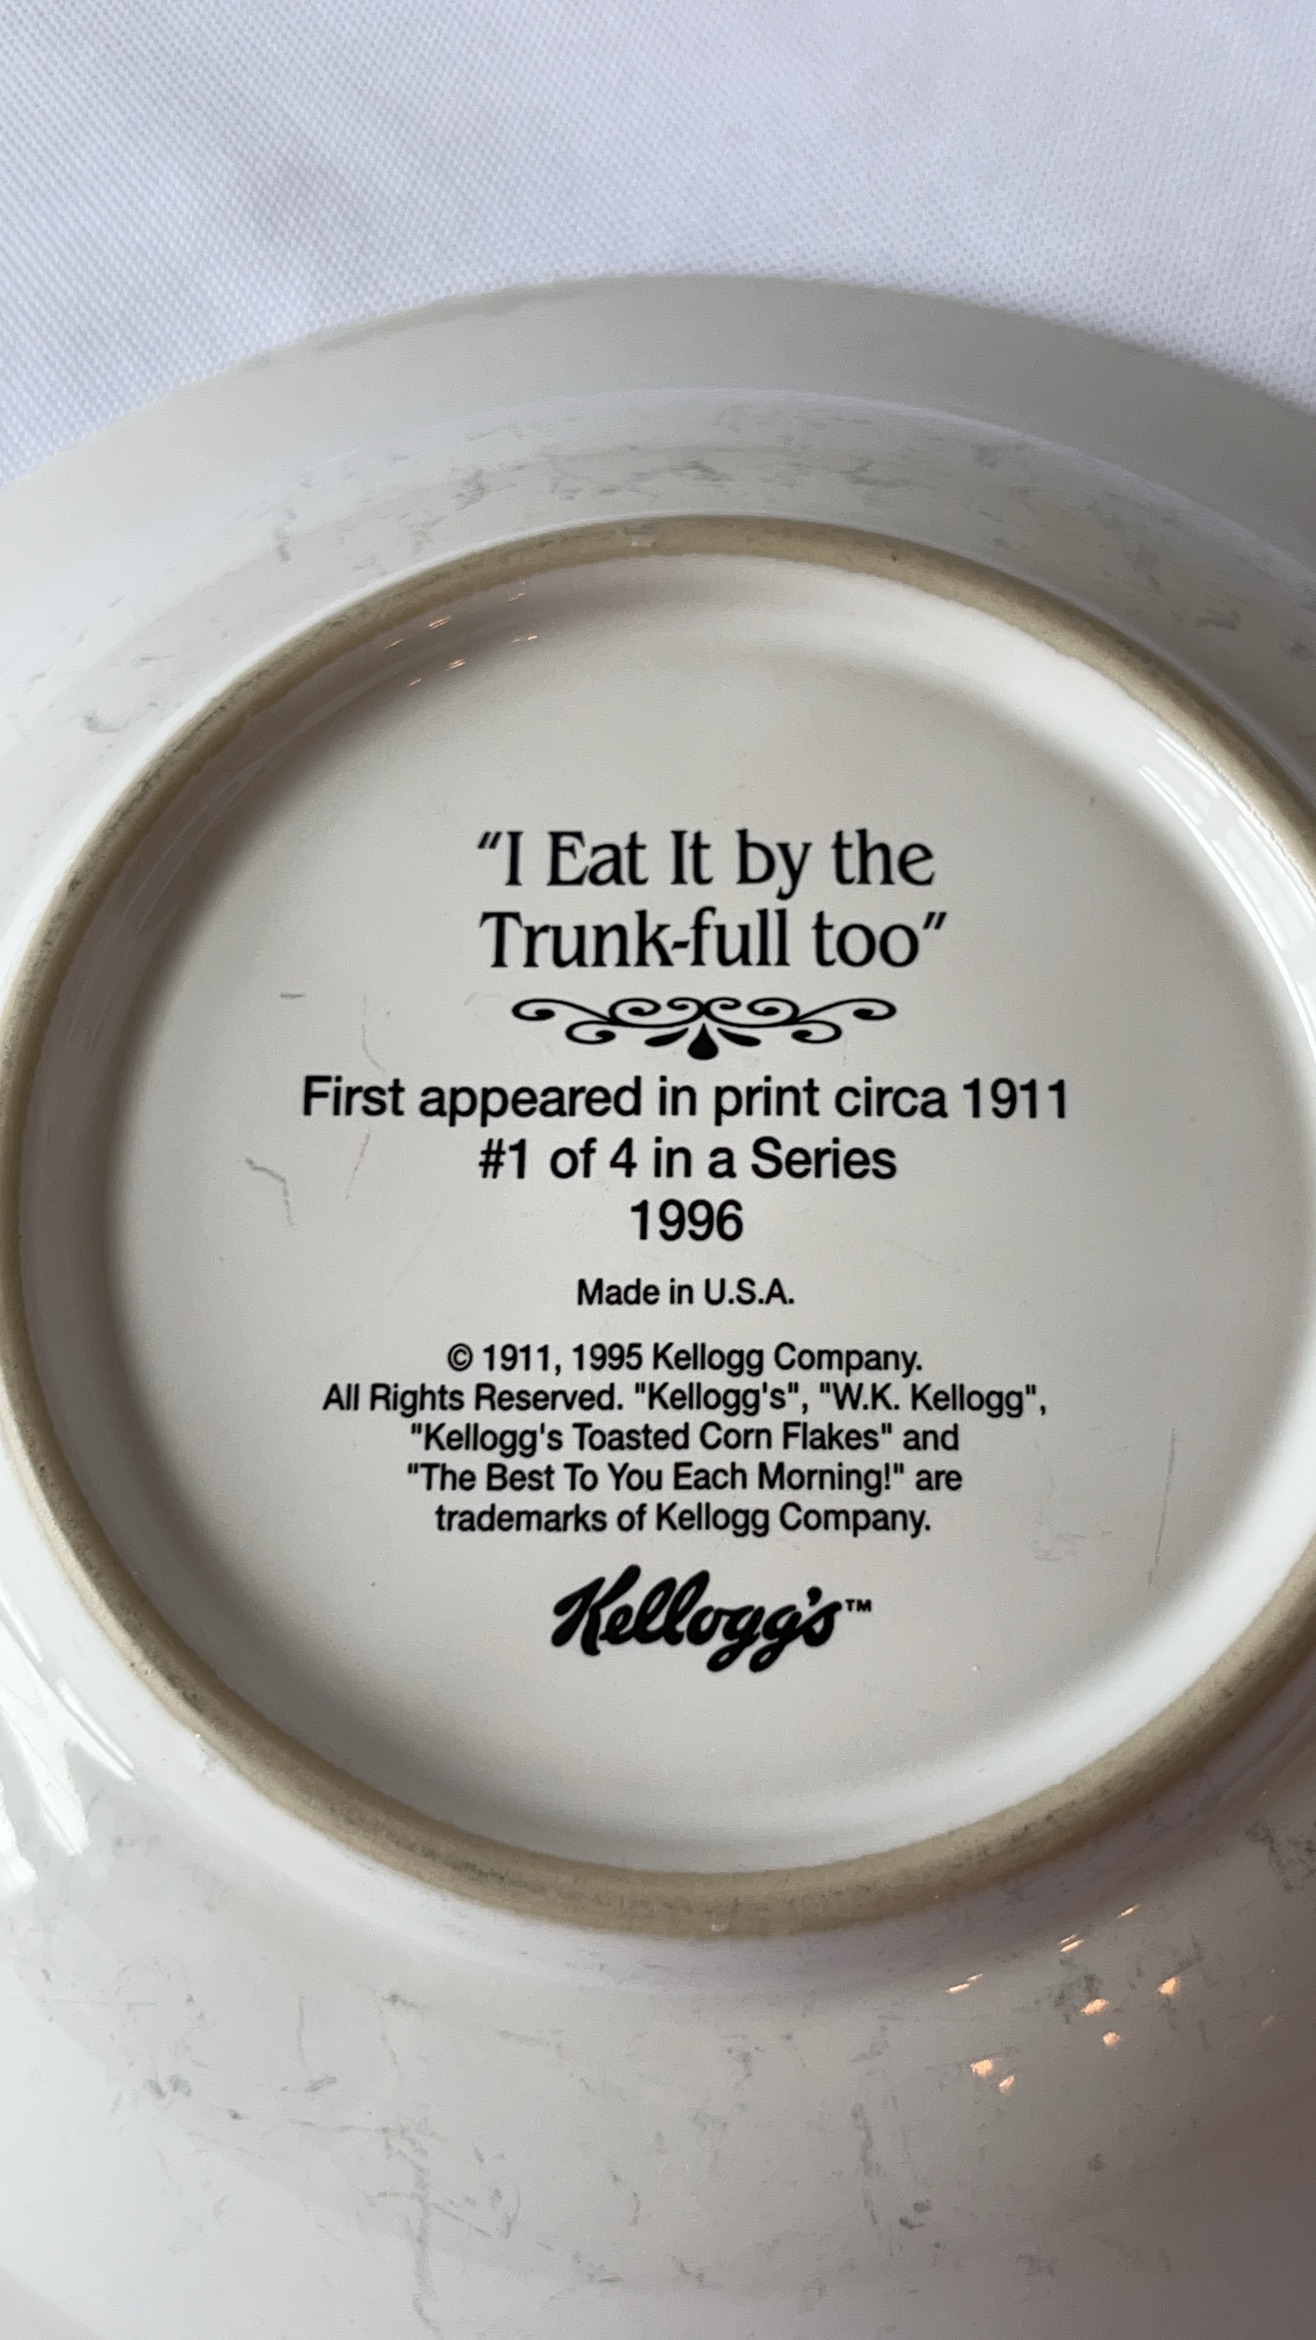 “I Eat It by the
Trunk-full too”
First appeared in print circa 1911
#1 of 4 in a Series
1996
Made in U.S.A.
© 1911, 1995 Kellogg Company.
All Rights Reserved. "Kellogg's", "W.K. Kellogg",
"Kellogg's Toasted Corn Flakes" and
"The Best To You Each Morning!" are
trademarks of Kellogg Company.
Kellogg's™